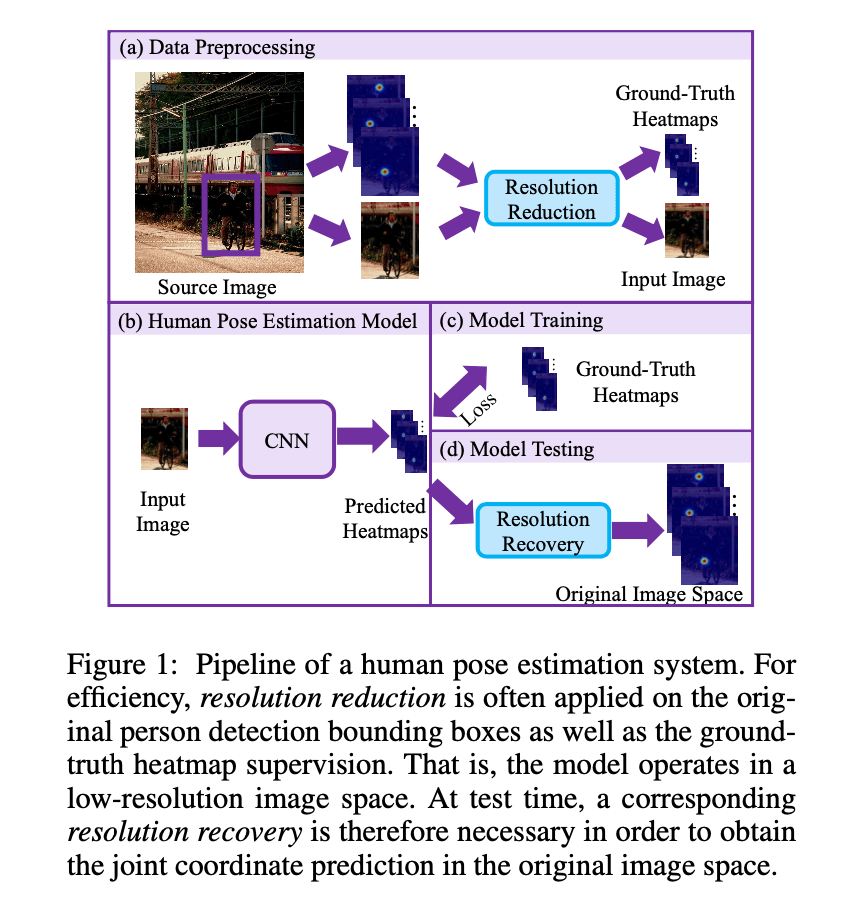 (a) Data Preprocessing
Ground-Truth
Heatmaps
Resolution
Reduction
Source Image
Input Image
(b) Human Pose Estimation Model
(c) Model Training
Ground-Truth
Heatmaps
Loss
CNN
Input
Image
Predicted
Heatmaps
(d) Model Testing
Resolution
Recovery
Original Image Space
Figure 1: Pipeline of a human pose estimation system. For
efficiency, resolution reduction is often applied on the orig-
inal person detection bounding boxes as well as the ground-
truth heatmap supervision. That is, the model operates in a
low-resolution image space. At test time, a corresponding
resolution recovery is therefore necessary in order to obtain
the joint coordinate prediction in the original image space.